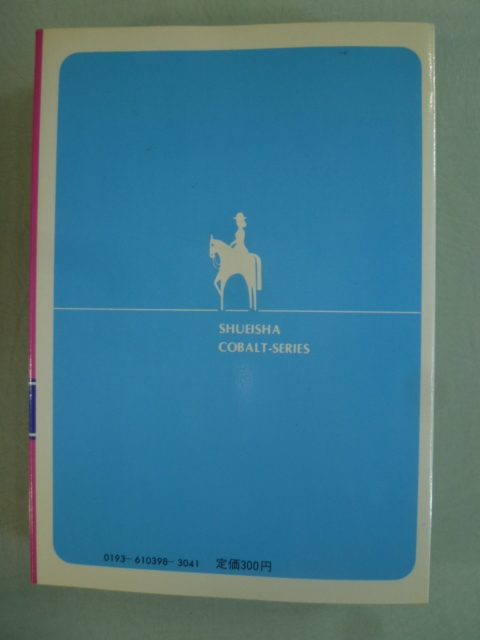 SHUEISHA
COBALT-SERIES
0193-610398-3041 定価300円